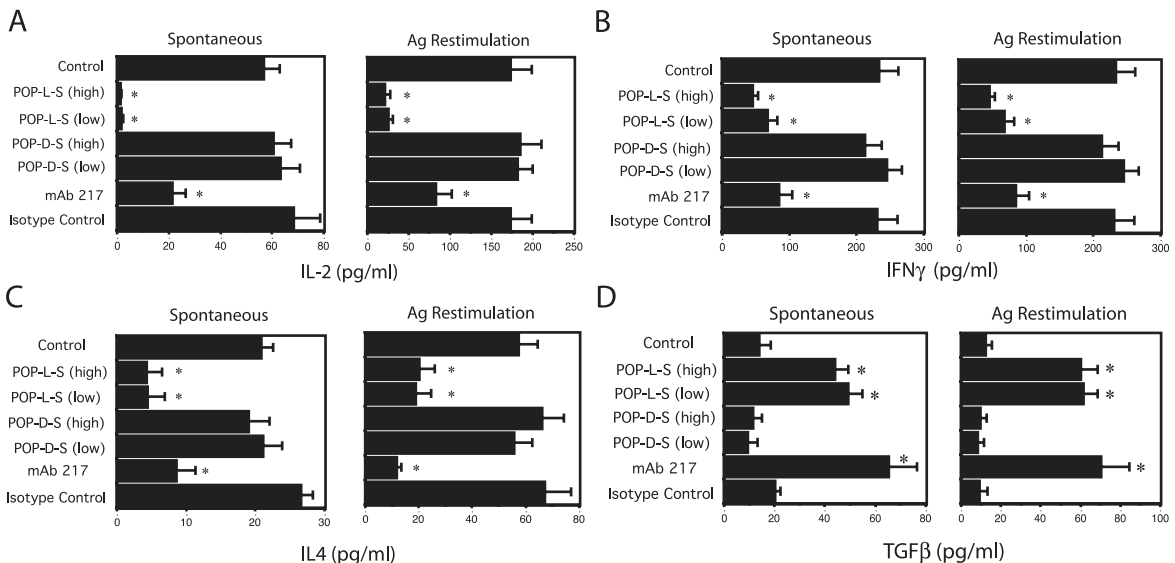 A
Spontaneous
Ag Restimulation
Control
*
*
POP-L-S (high)
*
*
POP-L-S (low)
POP-D-S (high)
POP-D-S (low)
*
*
mAb 217
Isotype Control
0 20 40 60 80
0 50 100 150 200 250
IL-2 (pg/ml)
B
Spontaneous
Ag Restimulation
Control
POP-L-S (high)
*
*
POP-L-S (low)
*
*
POP-D-S (high)
POP-D-S (low)
mAb 217
*
*
Isotype Control
0 100 200 300
0 100 200 300
IFNγ (pg/ml)
C
Spontaneous
Ag Restimulation
Control
POP-L-S (high)
*
*
POP-L-S (low)
*
*
POP-D-S (high)
POP-D-S (low)
mAb 217
*
*
Isotype Control
0 10 20 30
0 20 40 60 80
IL4 (pg/ml)
D
Spontaneous
Ag Restimulation
Control
POP-L-S (high)
*
*
POP-L-S (low)
*
*
POP-D-S (high)
POP-D-S (low)
mAb 217
*
*
Isotype Control
0 20 40 60 80
0 20 40 60 80 100
TGFβ (pg/ml)